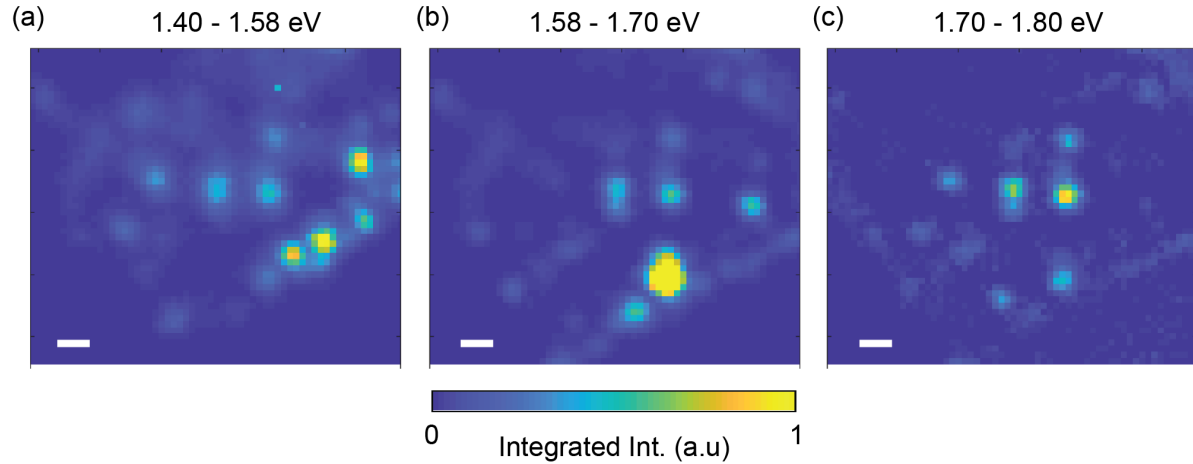 (a) 1.40 - 1.58 eV
(b) 1.58 - 1.70 eV
(c) 1.70 - 1.80 eV
0 1
Integrated Int. (a.u)